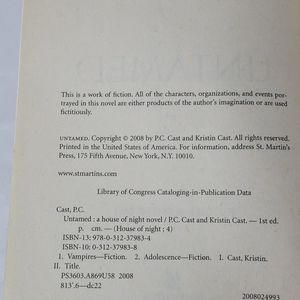 This is a work of fiction. All of the characters, organizations, and events por-
trayed in this novel are either products of the author's imagination or are used
fictitiously.
UNTAMED. Copyright © 2008 by P.C. Cast and Kristin Cast. All rights reserved.
Printed in the United States of America. For information, address St. Martin's
Press, 175 Fifth Avenue, New York, N.Y. 10010.
www.stmartins.com
Library of Congress Cataloging-in-Publication Data
Cast, P.C.
Untamed : a house of night novel / P.C. Cast and Kristin Cast. — 1st ed.
p. cm. — (House of night ; 4)
ISBN-13: 978-0-312-37983-4
ISBN-10: 0-312-37983-8
1. Vampires—Fiction. 2. Adolescence—Fiction. I. Cast, Kristin.
II. Title.
PS3603.A869U58 2008
813'.6—dc22
2008024993